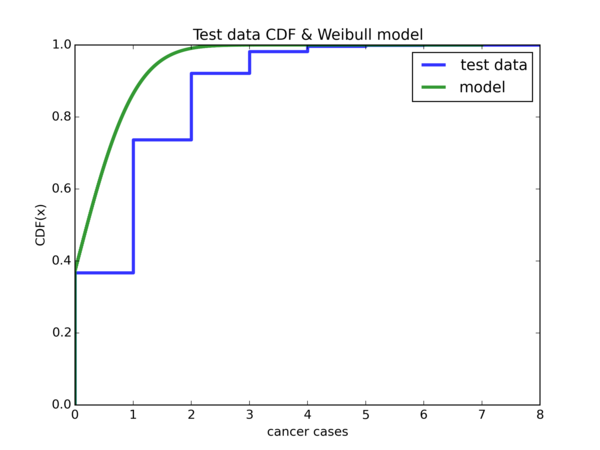 Test data CDF & Weibull model
1.0
0.8
0.6
0.4
0.2
0.0
CDF(x)
test data
model
0 1 2 3 4 5 6 7 8
cancer cases